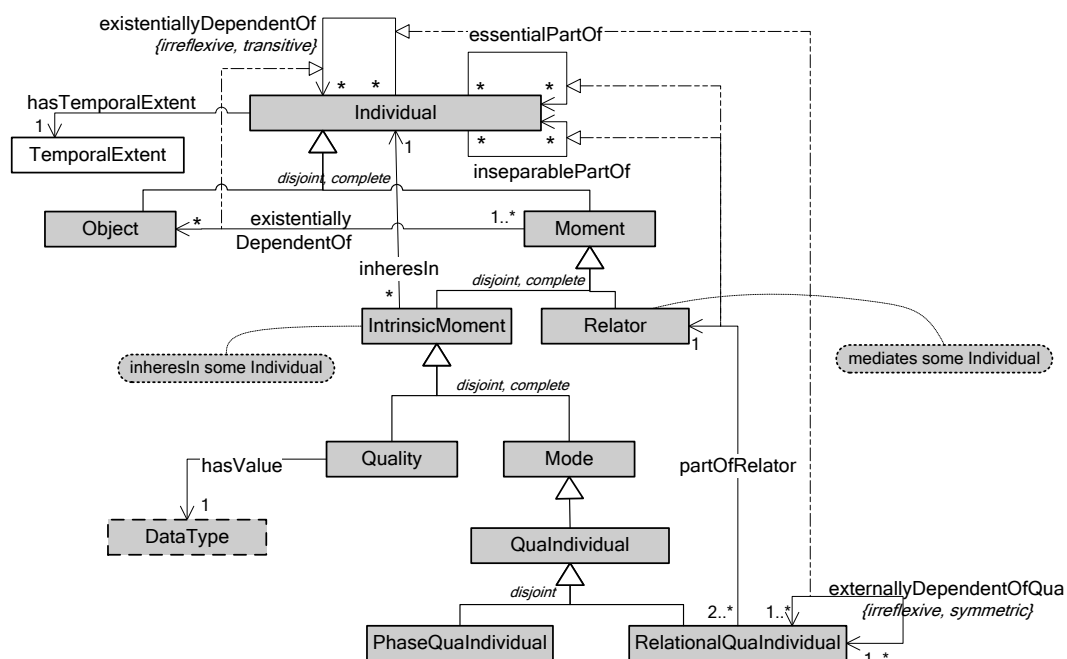 existentiallyDependentOf
{irreflexive, transitive}
essentialPartOf
* * * *
hasTemporalExtent
Individual
1
1
* *
TemporalExtent
inseparablePartOf
disjoint, complete
Object
*
existentially
DependentOf
1..*
Moment
inheresIn
disjoint, complete
*
IntrinsicMoment
Relator
1
inheresIn some Individual
mediates some Individual
disjoint, complete
hasValue
Quality
Mode
partOfRelator
1
DataType
QuaIndividual
disjoint
externallyDependentOfQua
{irreflexive, symmetric}
2..*
1..*
PhaseQuaIndividual
RelationalQuaIndividual
1..*